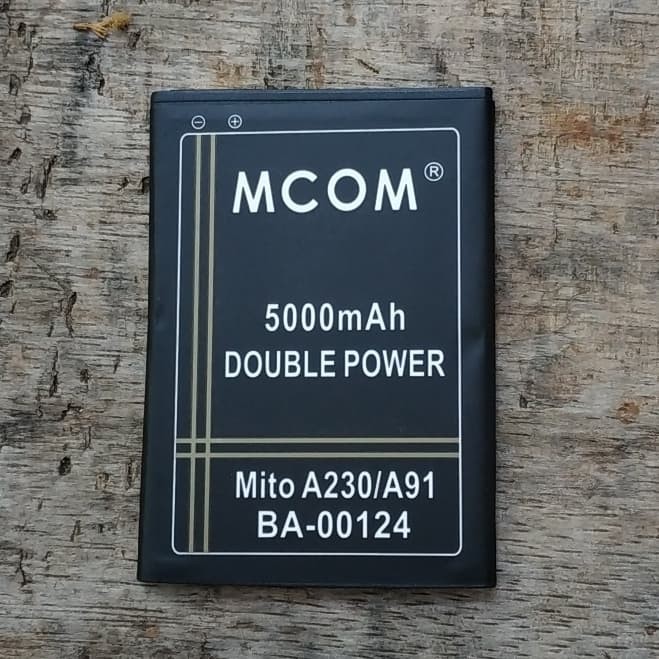 ⊖ ⊕
MCOM®
5000mAh
DOUBLE POWER
Mito A230/A91
BA-00124